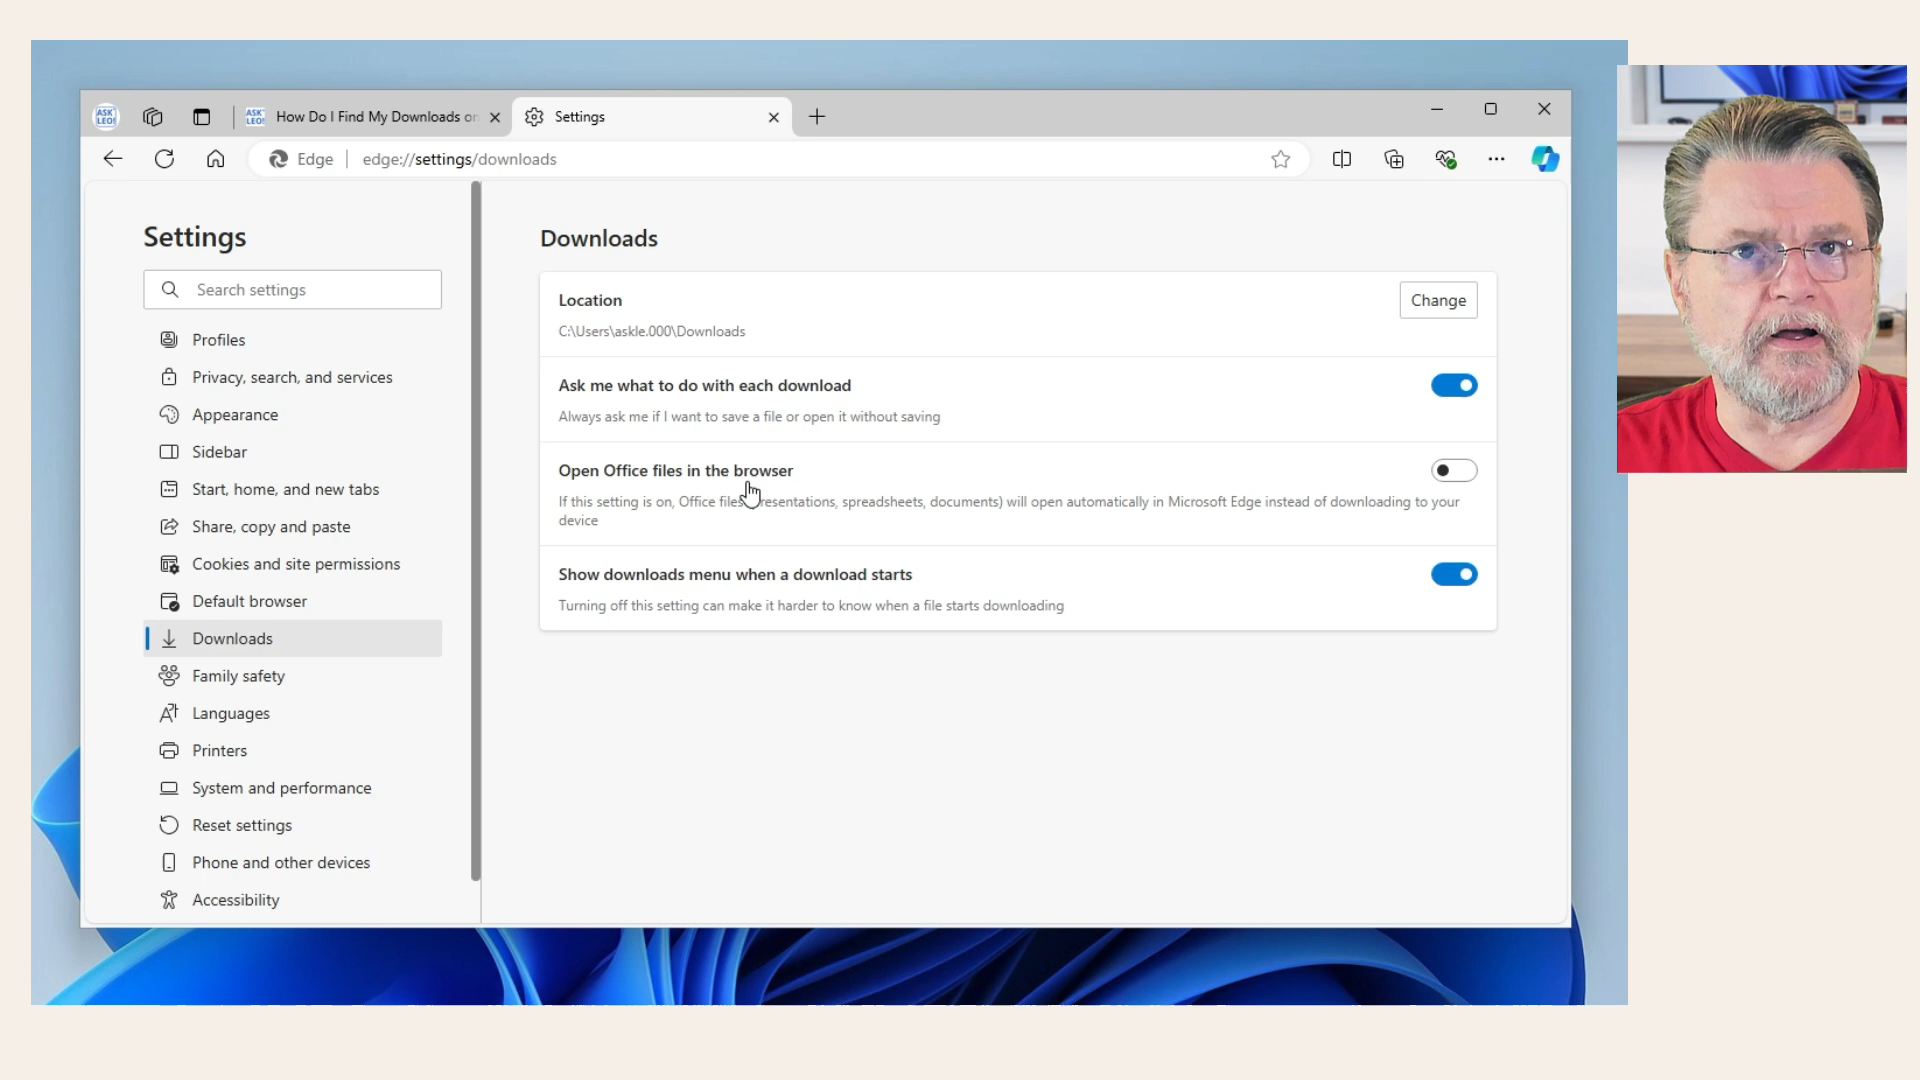 ASK LEO!
ASK LEO!
How Do I Find My Downloads on
Settings
Edge
edge://settings/downloads
Settings
Search settings
Profiles
Privacy, search, and services
Appearance
Sidebar
Start, home, and new tabs
Share, copy and paste
Cookies and site permissions
Default browser
Downloads
Family safety
Languages
Printers
System and performance
Reset settings
Phone and other devices
Accessibility
Downloads
Location
Change
C:\Users\askle.000\Downloads
Ask me what to do with each download
Always ask me if I want to save a file or open it without saving
Open Office files in the browser
If this setting is on, Office files resentations, spreadsheets, documents) will open automatically in Microsoft Edge instead of downloading to your
device
Show downloads menu when a download starts
Turning off this setting can make it harder to know when a file starts downloading